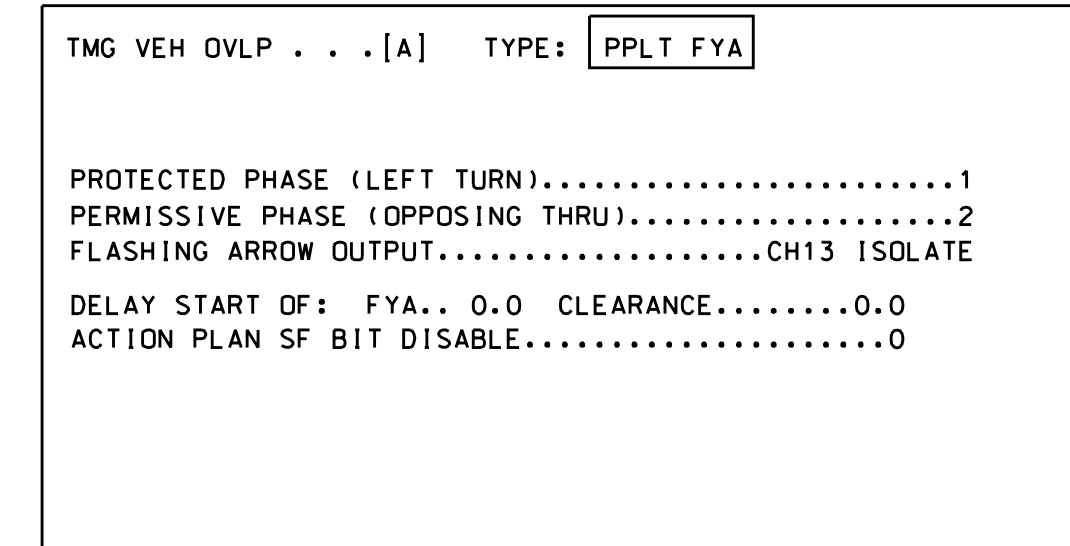 TMG VEH OVLP . . .[A] TYPE: PPLT FYA
PROTECTED PHASE (LEFT TURN)........................1
PERMISSIVE PHASE (OPPOSING THRU)...................2
FLASHING ARROW OUTPUT...................CH13 ISOLATE
DELAY START OF: FYA.. 0.0 CLEARANCE........0.0
ACTION PLAN SF BIT DISABLE.....................0